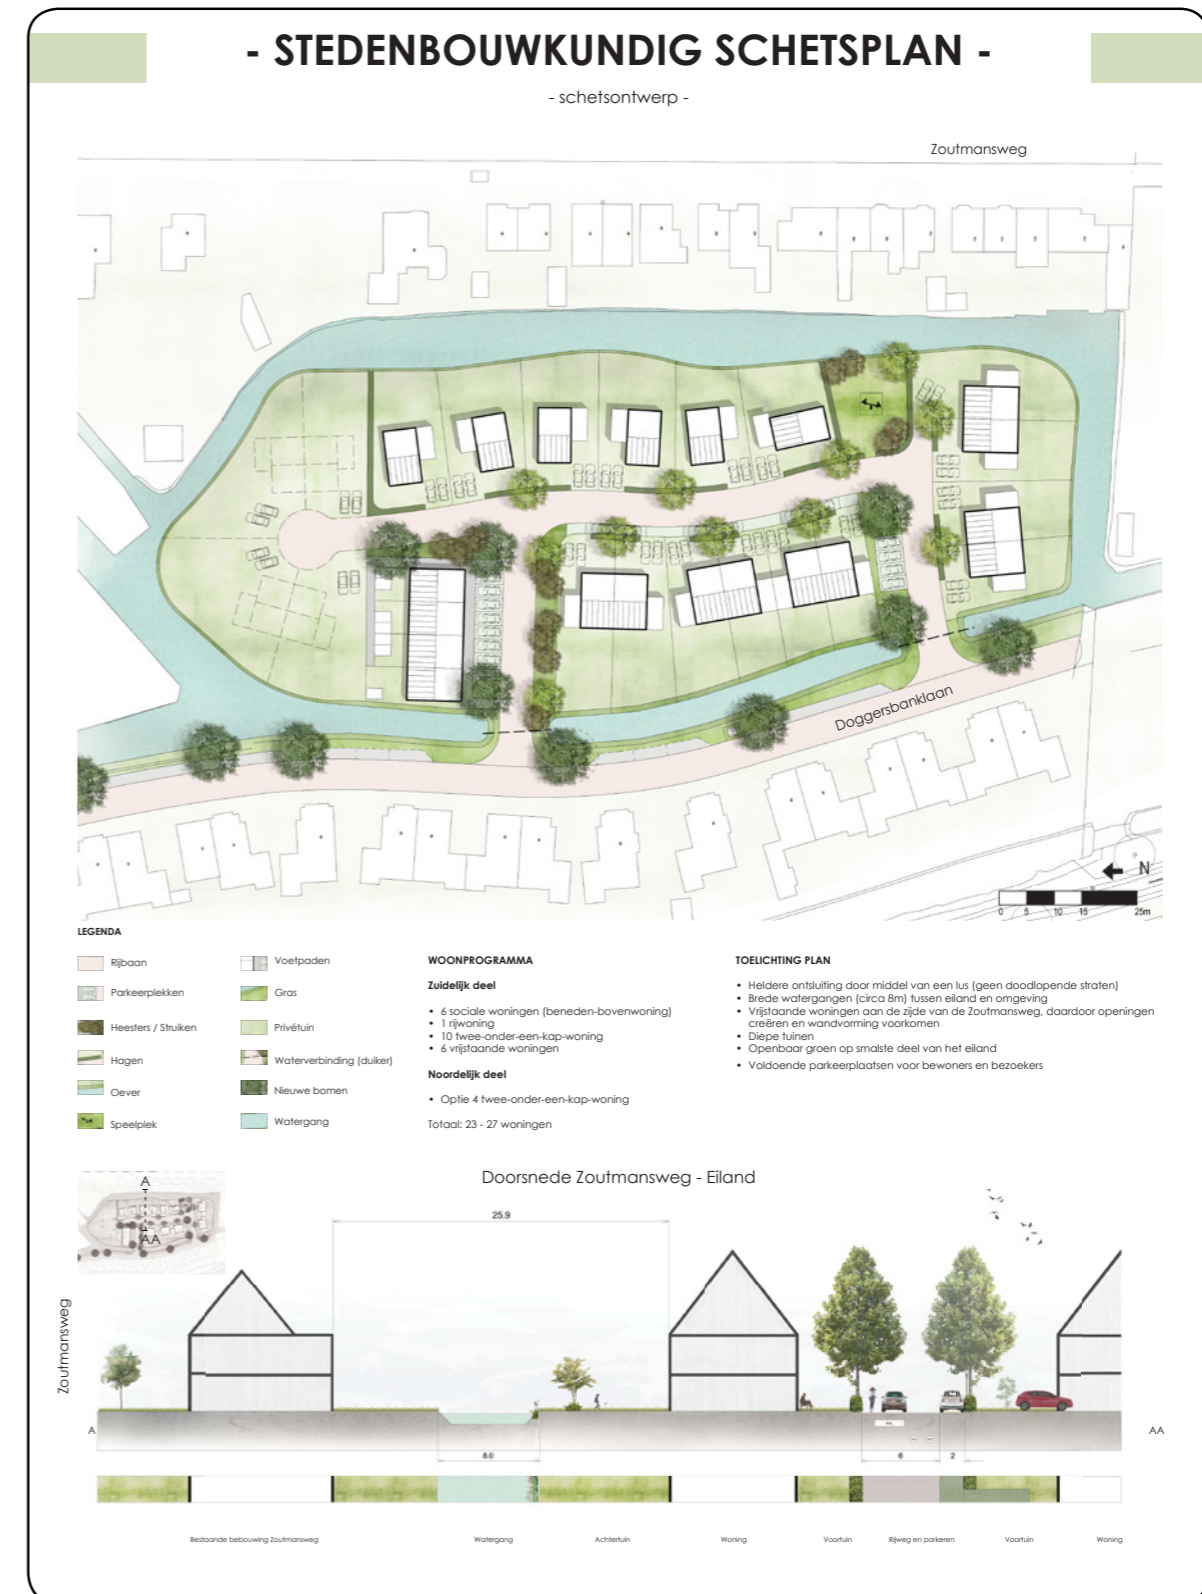 - STEDENBOUWKUNDIG SCHETSPLAN -
- schetsontwerp -
Zoutmansweg
Doggersbanklaan
N
0 5 10 15 25m
LEGENDA
Rijbaan
Parkeerplekken
Heesters / Struiken
Hagen
Oever
Speelplek
Voetpaden
Gras
Privétuin
Waterverbinding (duiker)
Nieuwe bomen
Watergang
WOONPROGRAMMA
Zuidelijk deel
• 6 sociale woningen (beneden-bovenwoning)
• 1 rijwoning
• 10 twee-onder-een-kap-woning
• 6 vrijstaande woningen
Noordelijk deel
• Optie 4 twee-onder-een-kap-woning
Totaal: 23 - 27 woningen
TOELICHTING PLAN
• Heldere ontsluiting door middel van een lus (geen doodlopende straten)
• Brede watergangen (circa 8m) tussen eiland en omgeving
• Vrijstaande woningen aan de zijde van de Zoutmansweg, daardoor openingen
creëren en wandvorming voorkomen
• Diepe tuinen
• Openbaar groen op smalste deel van het eiland
• Voldoende parkeerplaatsen voor bewoners en bezoekers
Doorsnede Zoutmansweg - Eiland
A
AA
25.9
Zoutmansweg
A
AA
8.0
6
2
Bestaande bebouwing Zoutmansweg
Watergang
Achtertuin
Woning
Voortuin
Rijweg en parkeren
Voortuin
Woning